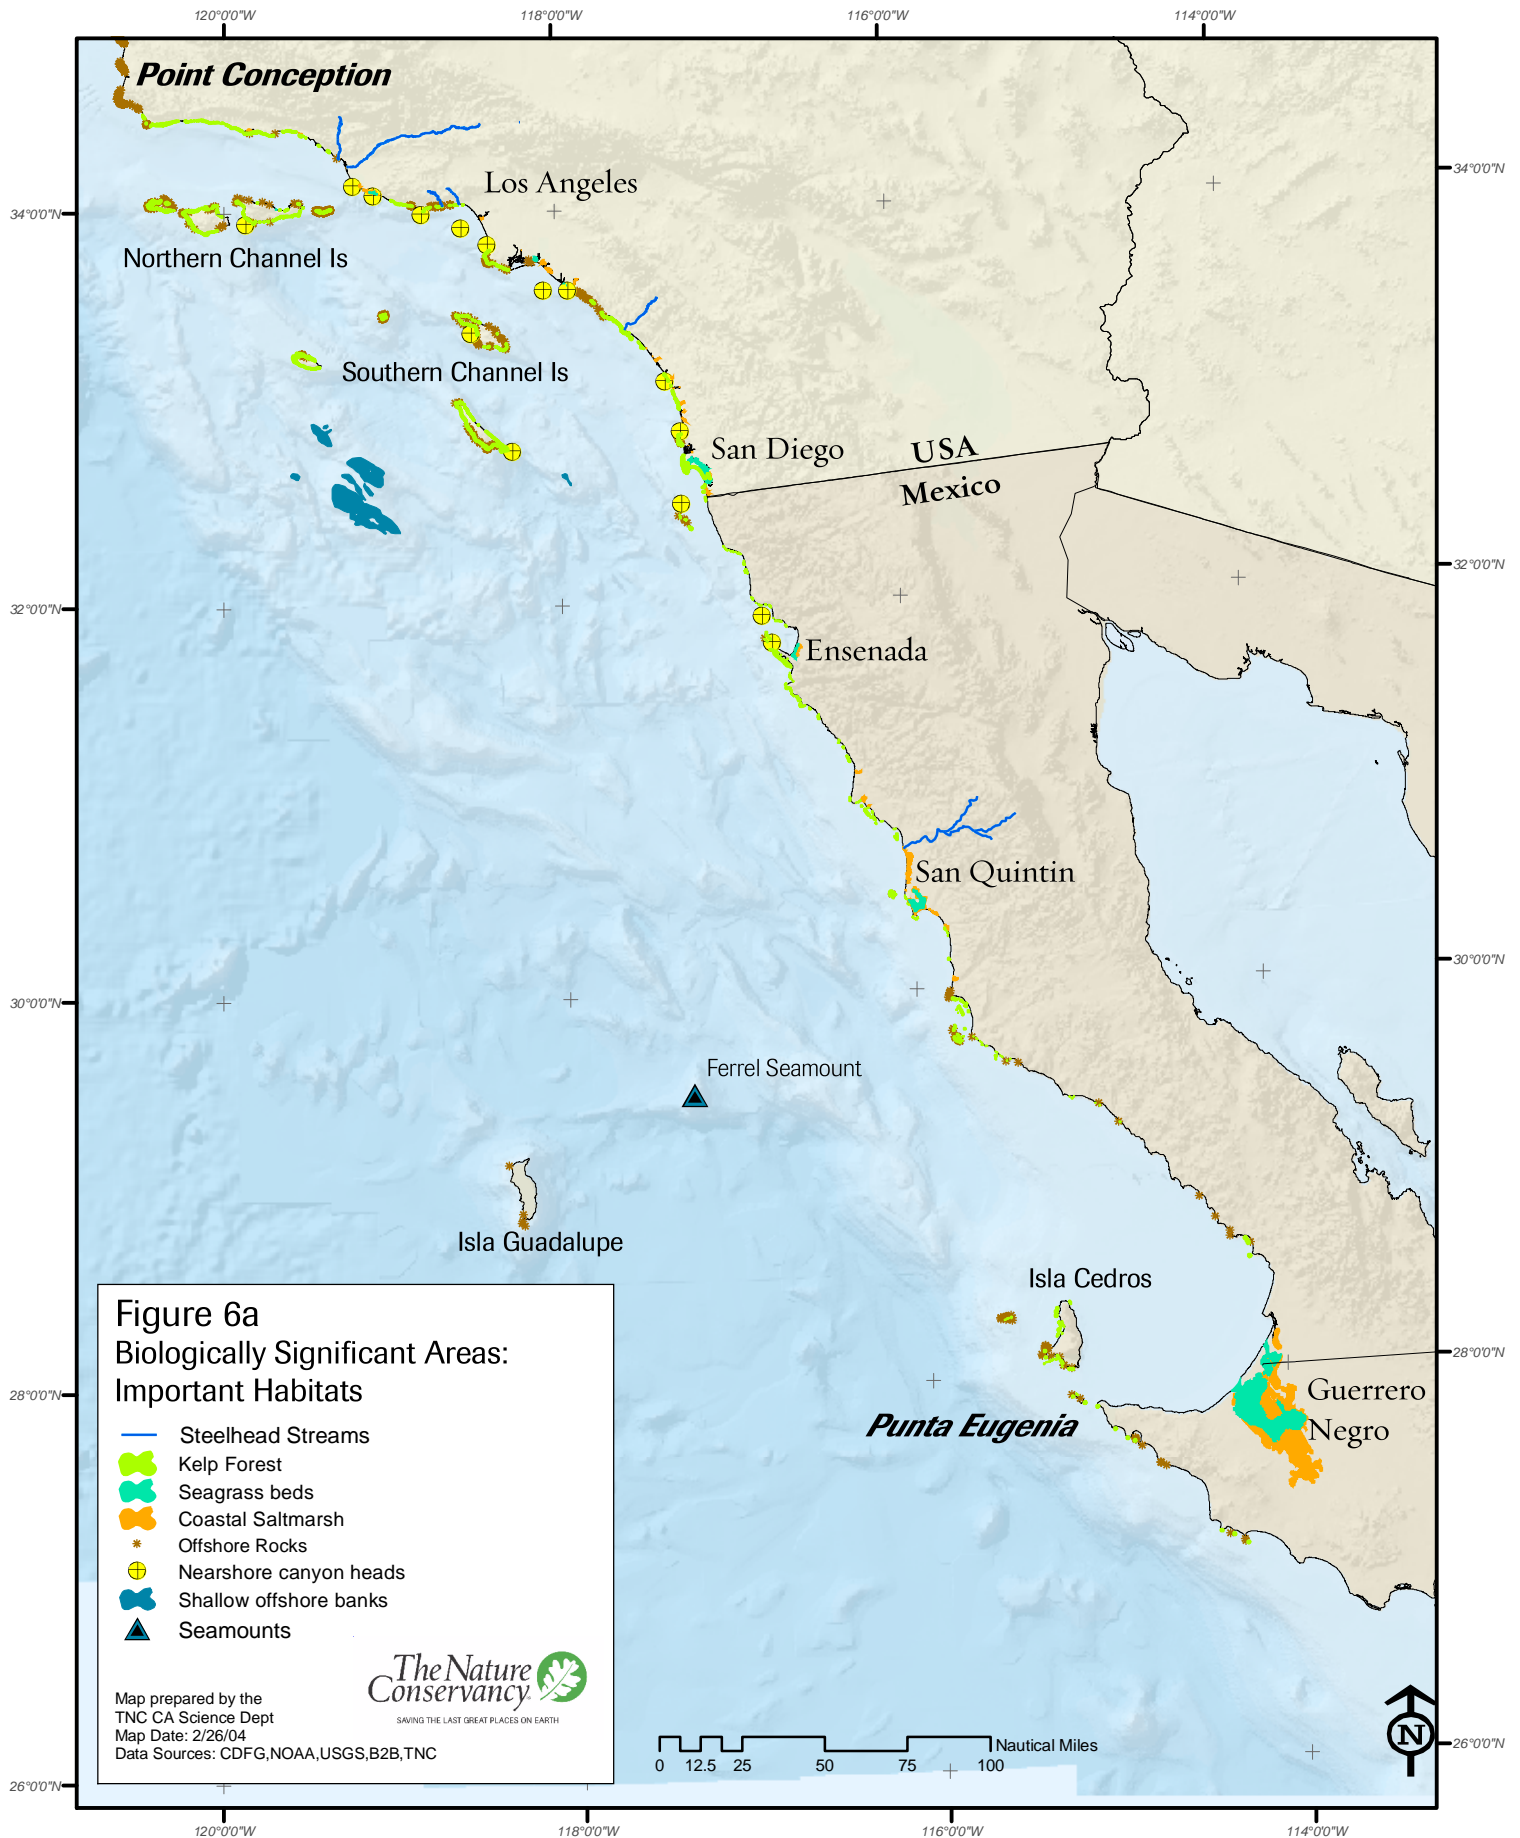 120°0'0"W
118°0'0"W
116°0'0"W
114°0'0"W
Point Conception
34°0'0"N
Los Angeles
34°0'0"N
Northern Channel Is
Southern Channel Is
San Diego
USA
Mexico
32°0'0"N
32°0'0"N
Ensenada
San Quintin
30°0'0"N
30°0'0"N
Ferrel Seamount
Isla Guadalupe
Isla Cedros
28°0'0"N
28°0'0"N
Guerrero
Negro
Punta Eugenia
Figure 6a
Biologically Significant Areas:
Important Habitats
Steelhead Streams
Kelp Forest
Seagrass beds
Coastal Saltmarsh
Offshore Rocks
Nearshore canyon heads
Shallow offshore banks
Seamounts
The Nature
Conservancy
SAVING THE LAST GREAT PLACES ON EARTH
Map prepared by the
TNC CA Science Dept
Map Date: 2/26/04
Data Sources: CDFG,NOAA,USGS,B2B,TNC
Nautical Miles
0 12.5 25 50 75 100
N
26°0'0"N
26°0'0"N
120°0'0"W
118°0'0"W
116°0'0"W
114°0'0"W